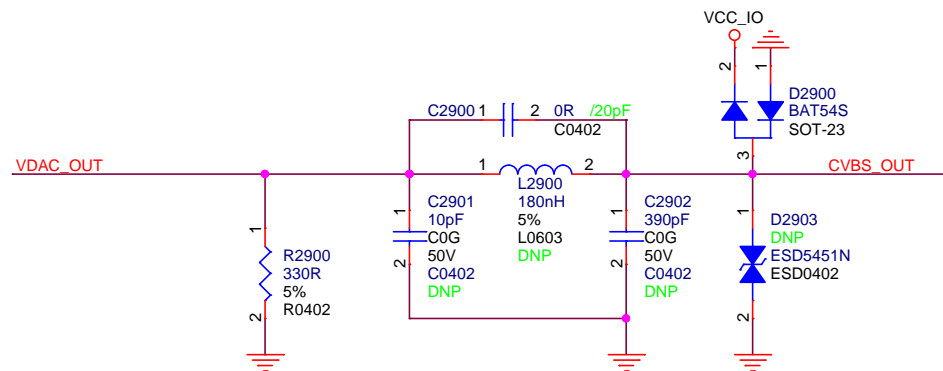 VCC_IO
2
1
D2900
BAT54S
SOT-23
3
C2900 1
2 0R /20pF
C0402
VDAC_OUT
1
2
CVBS_OUT
L2900
180nH
5%
L0603
DNP
1
R2900
330R
5%
R0402
2
1
C2901
10pF
C0G
50V
2
C0402
DNP
1
C2902
390pF
C0G
50V
2
C0402
DNP
1
D2903
DNP
ESD5451N
ESD0402
2